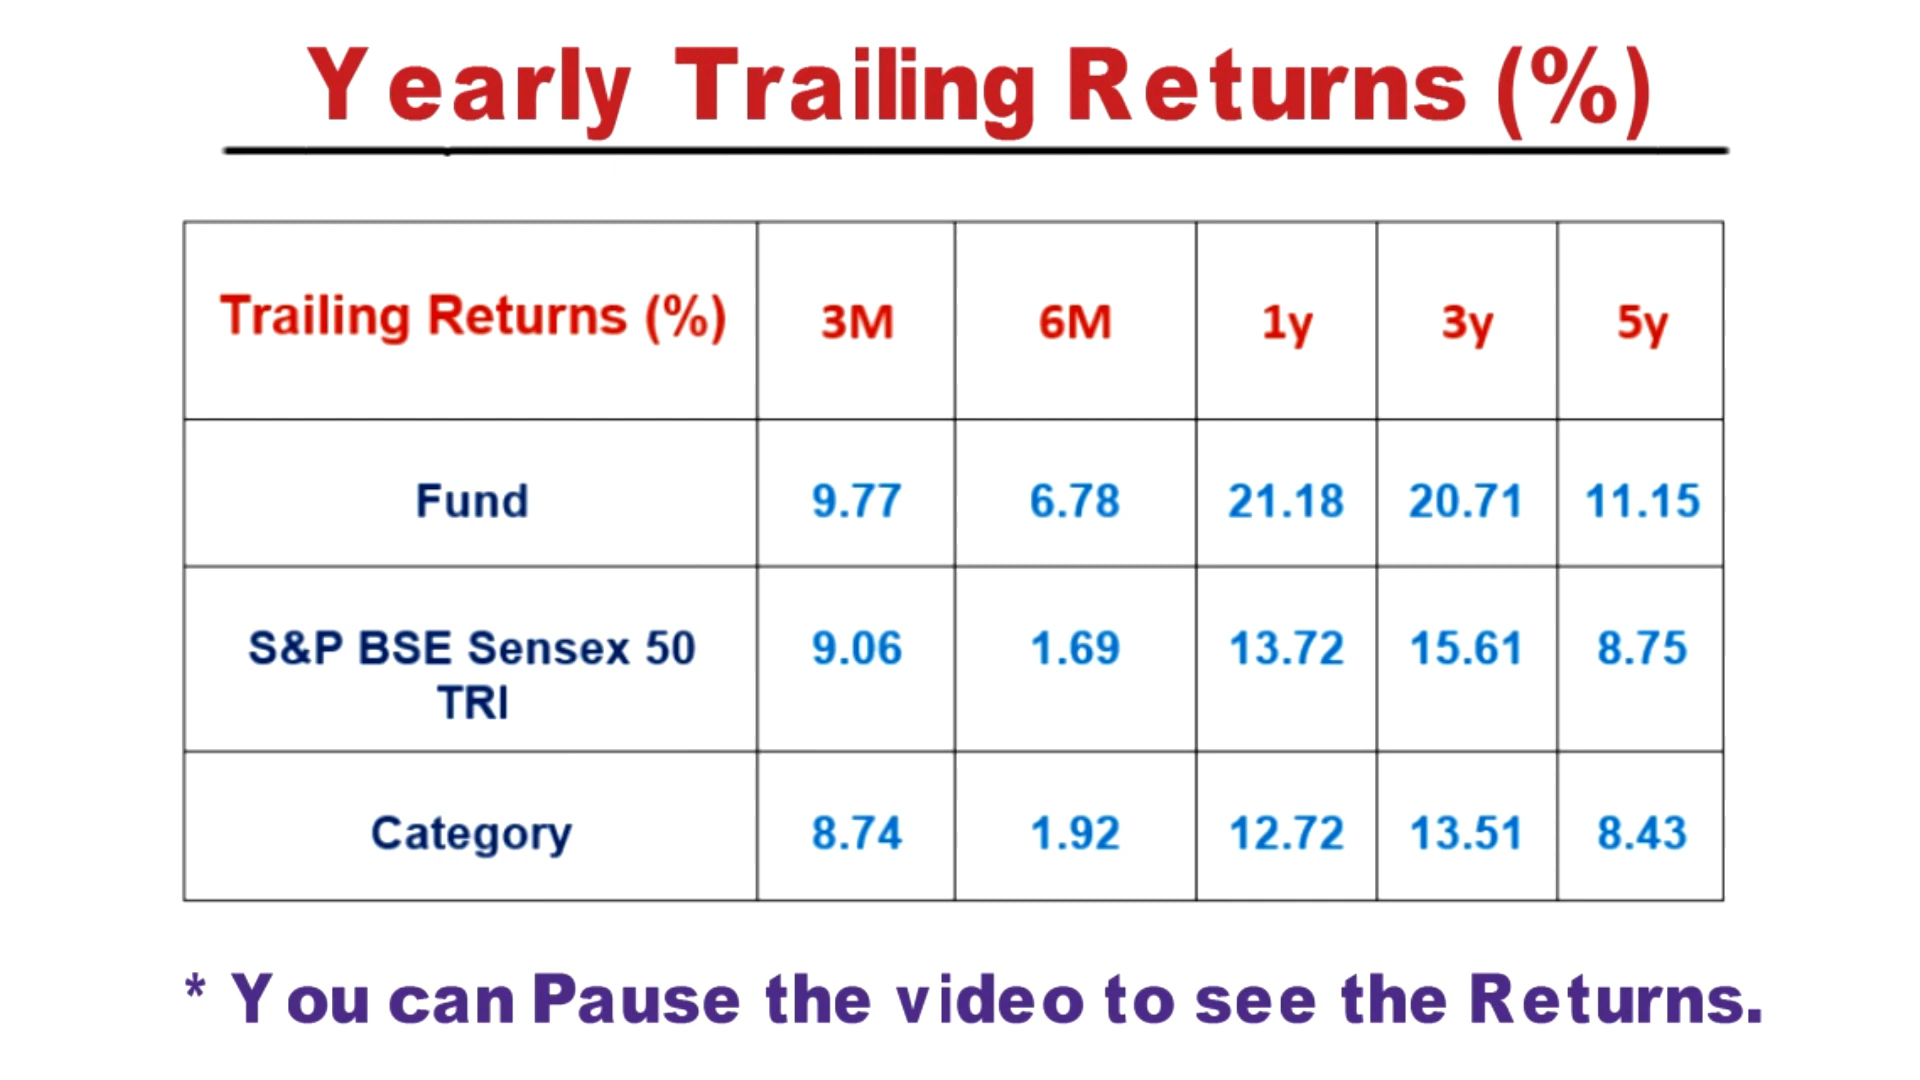 Yearly Trailing Returns (%)
Trailing Returns (%) 3M 6M 1y 3y 5y
Fund 9.77 6.78 21.18 20.71 11.15
S&P BSE Sensex 50 9.06 1.69 13.72 15.61 8.75
TRI
Category 8.74 1.92 12.72 13.51 8.43
* You can Pause the video to see the Returns.